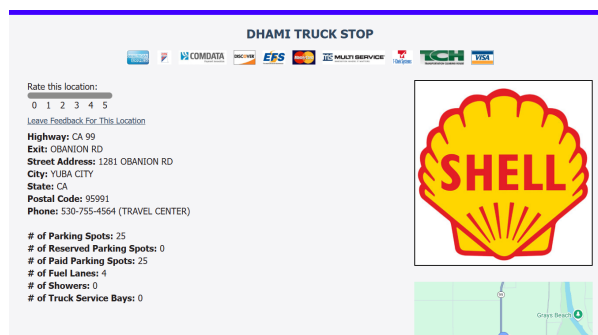 DHAMI TRUCK STOP
DISCOVER
COMDATA
EFS
MULTI SERVICE
TCH
VISA
Rate this location:
0 1 2 3 4 5
Leave Feedback For This Location
Highway: CA 99
Exit: OBANION RD
Street Address: 1281 OBANION RD
City: YUBA CITY
State: CA
Postal Code: 95991
Phone: 530-755-4564 (TRAVEL CENTER)
# of Parking Spots: 25
# of Reserved Parking Spots: 0
# of Paid Parking Spots: 25
# of Fuel Lanes: 4
# of Showers: 0
# of Truck Service Bays: 0
SHELL
Grays Beach